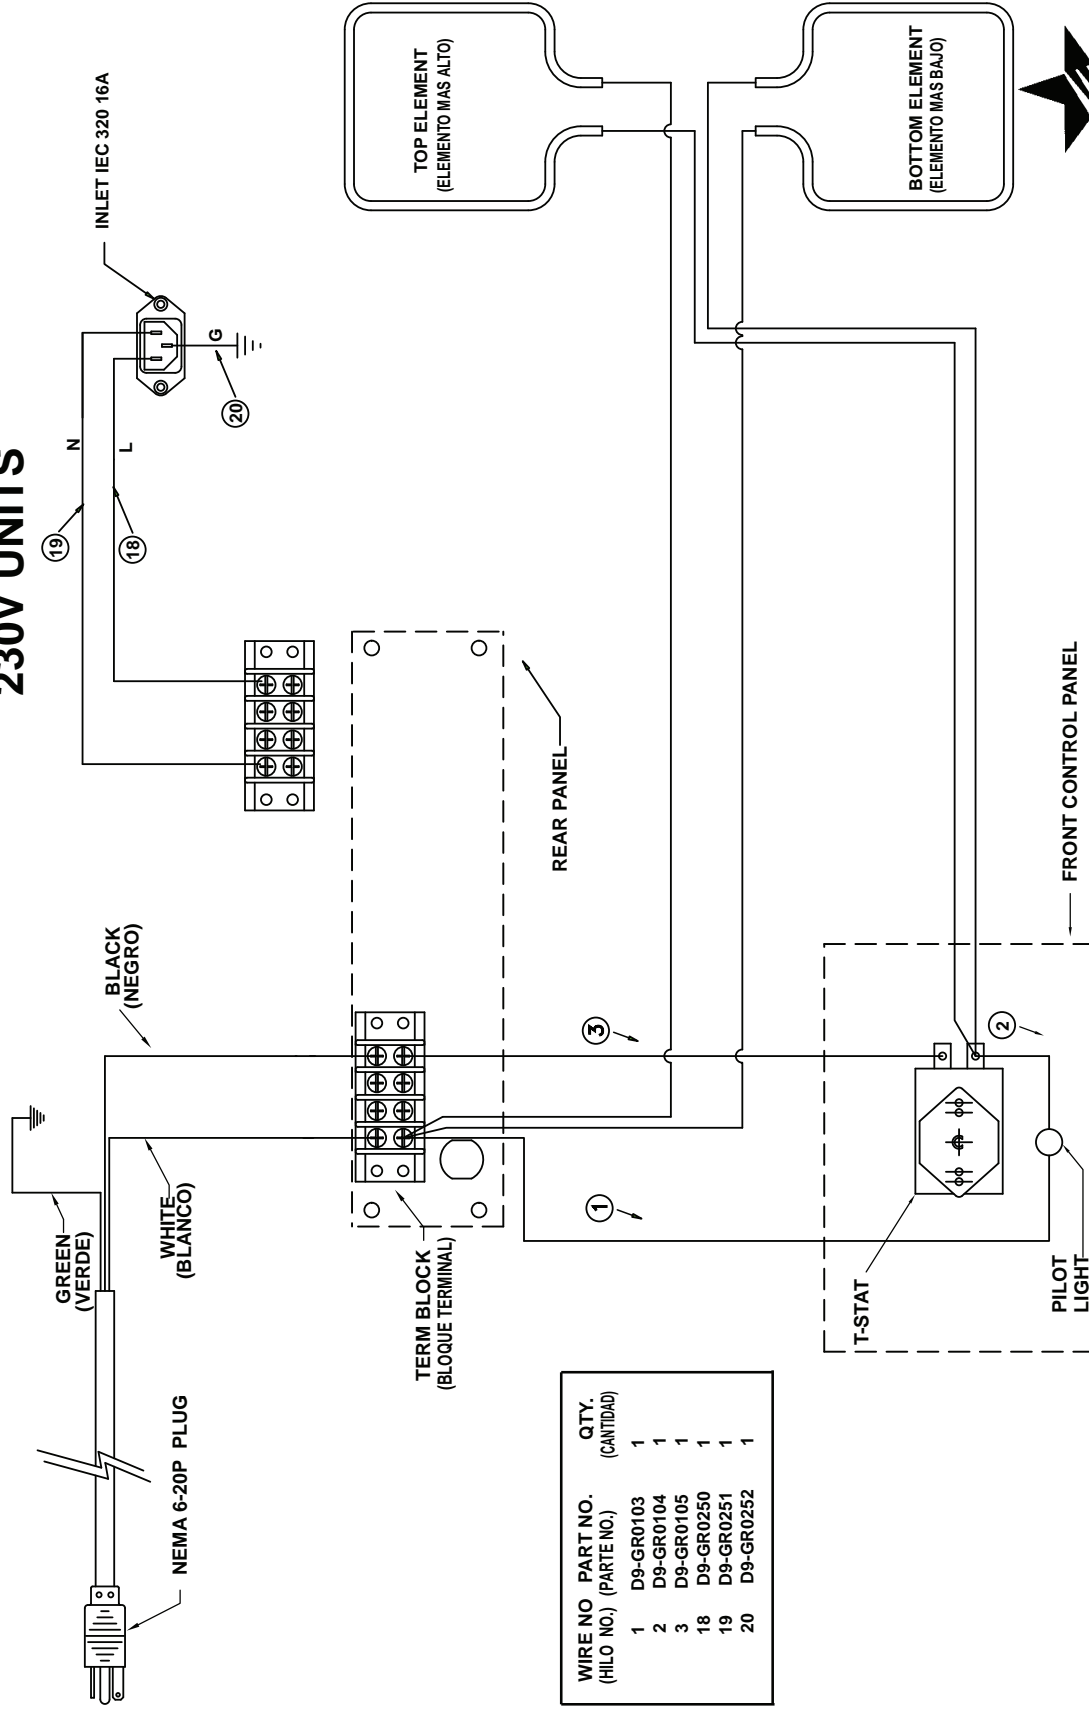 230V UNITS
INLET IEC 320 16A
N
L
G
19
18
20
TOP ELEMENT
(ELEMENTO MAS ALTO)
BOTTOM ELEMENT
(ELEMENTO MAS BAJO)
BLACK
(NEGRO)
GREEN
(VERDE)
WHITE
(BLANCO)
NEMA 6-20P PLUG
REAR PANEL
TERM BLOCK
(BLOQUE TERMINAL)
3
1
2
FRONT CONTROL PANEL
T-STAT
C
PILOT
LIGHT
WIRE NO PART NO. QTY.
(HILO NO.) (PARTE NO.) (CANTIDAD)
1 D9-GR0103 1
2 D9-GR0104 1
3 D9-GR0105 1
18 D9-GR0250 1
19 D9-GR0251 1
20 D9-GR0252 1